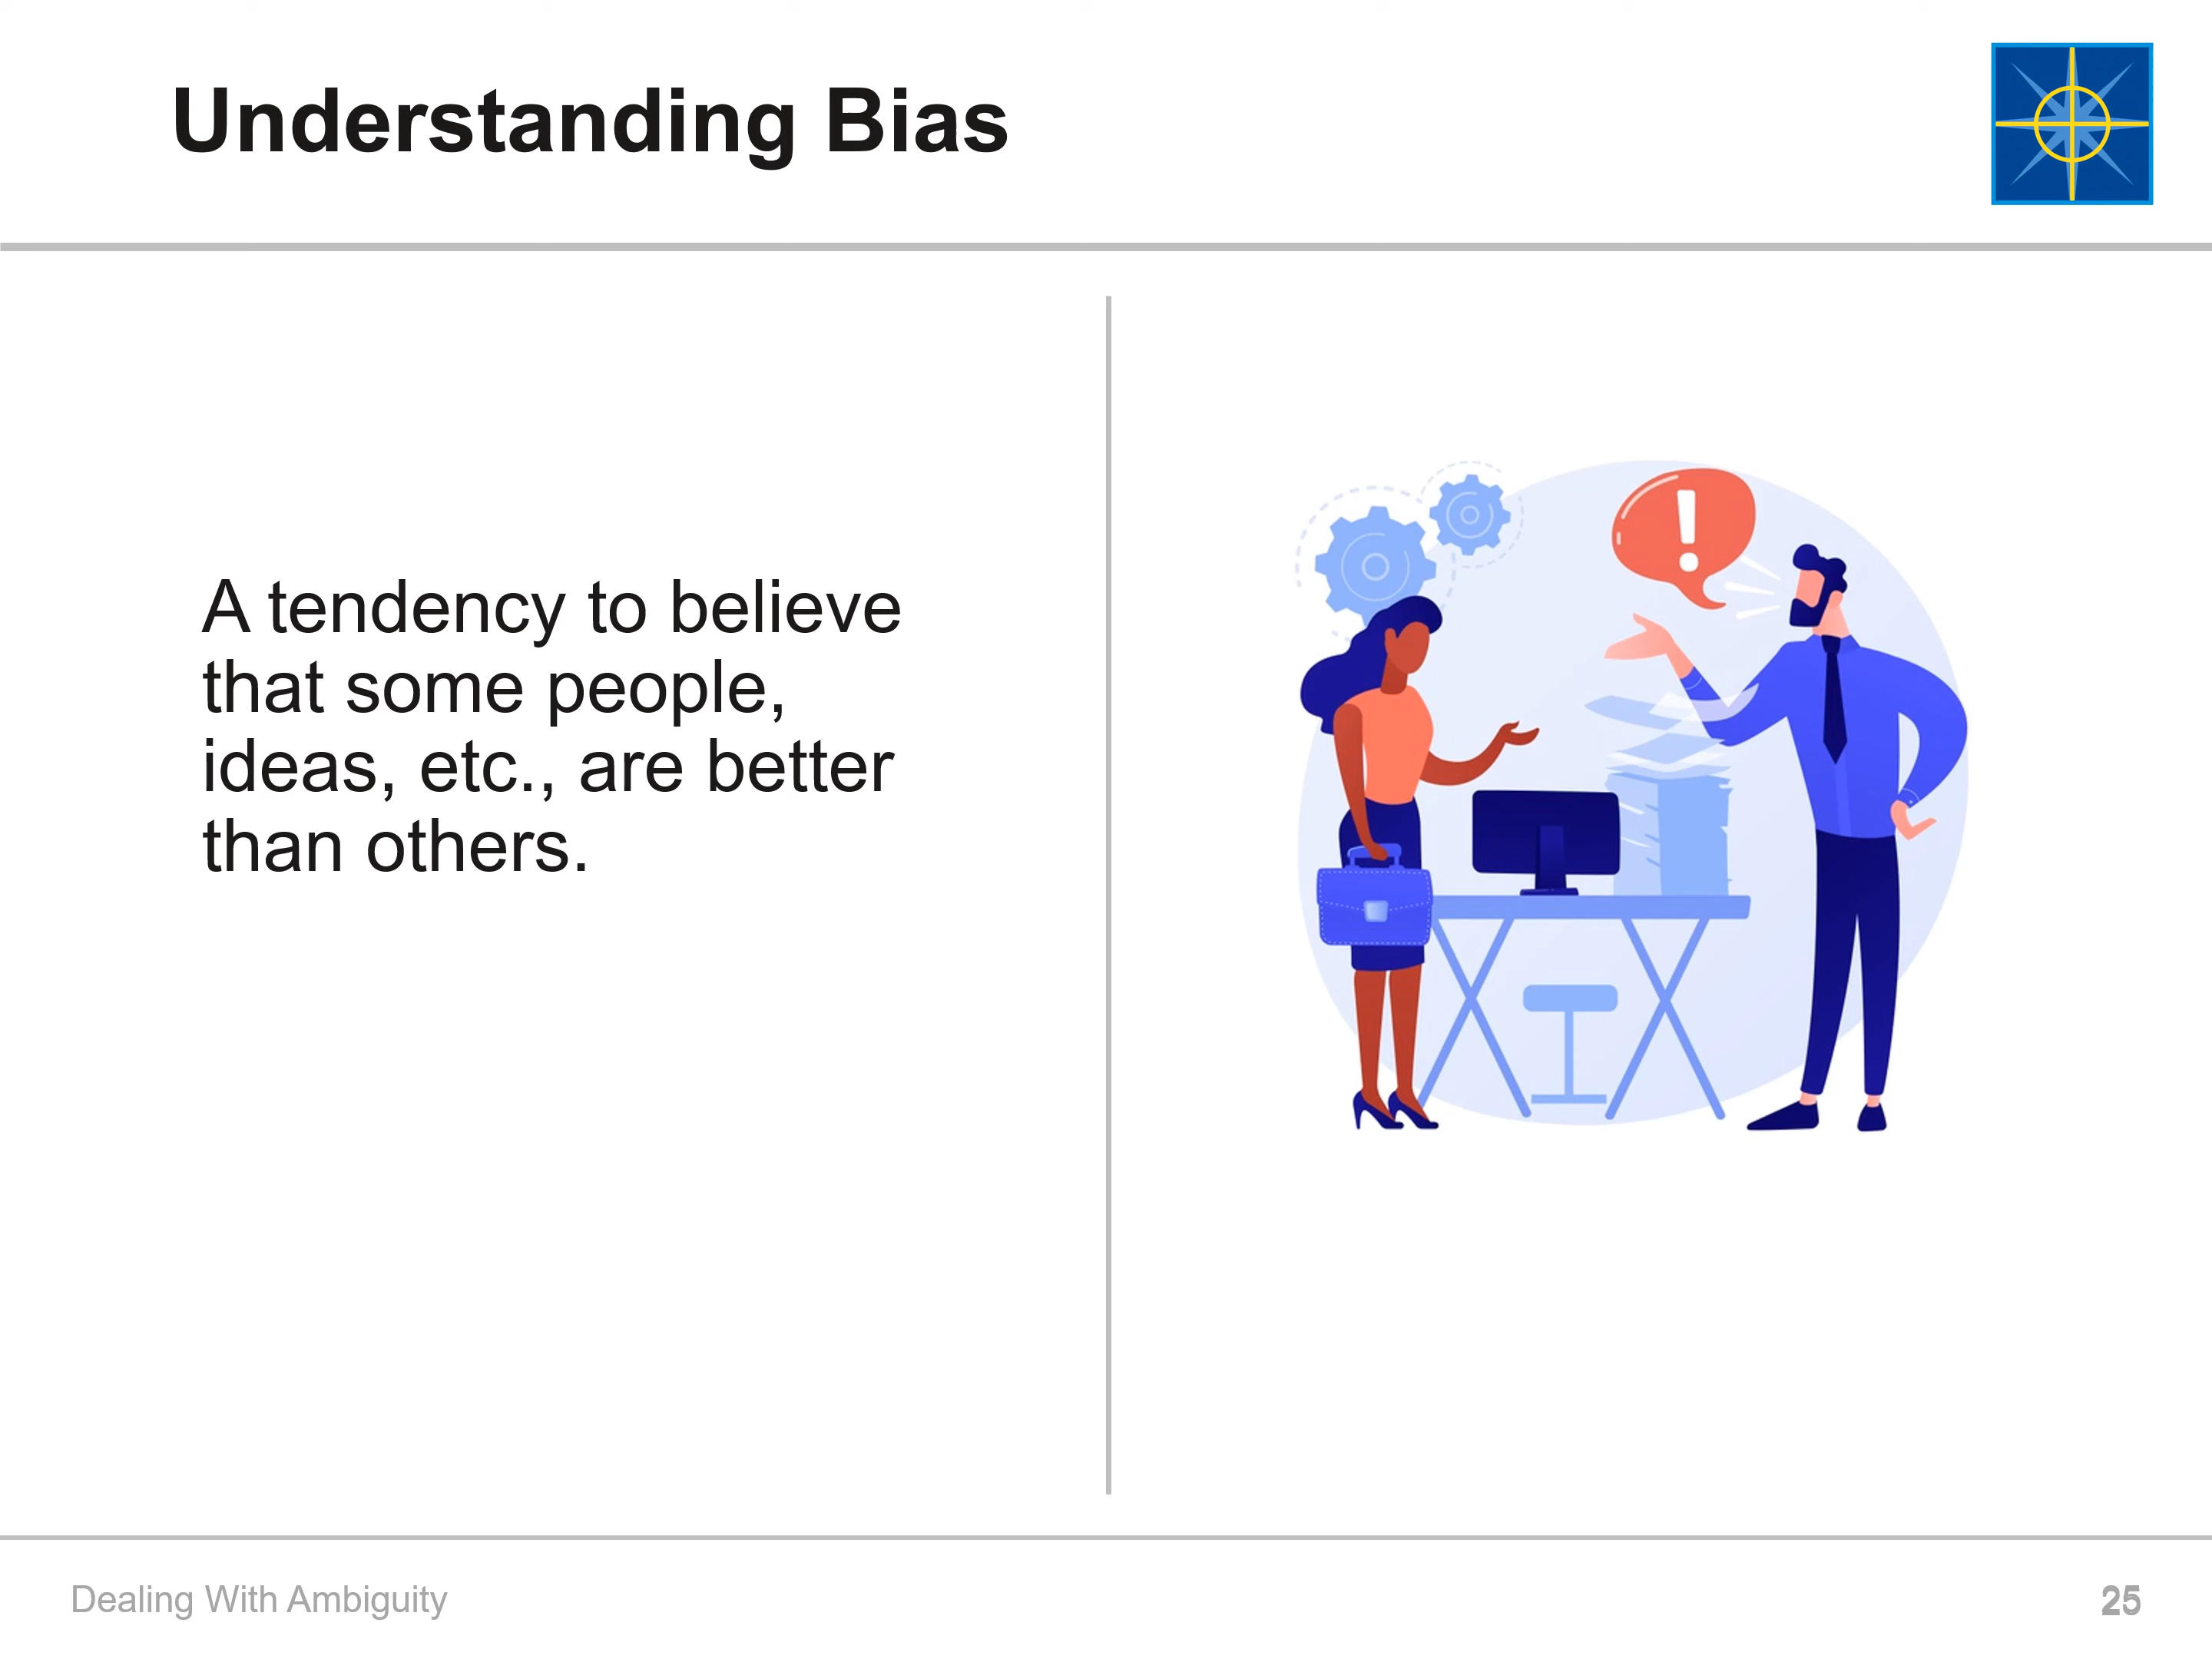 Understanding Bias
A tendency to believe
that some people,
ideas, etc., are better
than others.
!
Dealing With Ambiguity
25